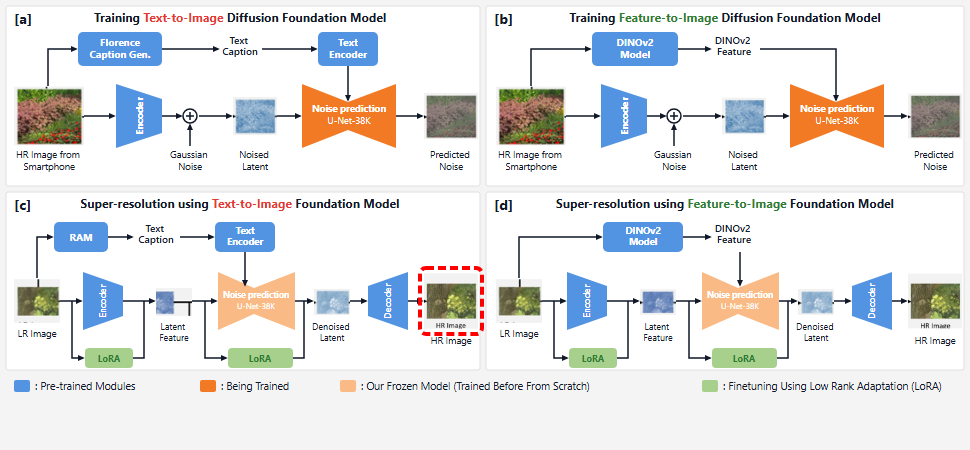 [a] Training Text-to-Image Diffusion Foundation Model
Florence
Caption Gen.
Text
Caption
Text
Encoder
Encoder
Noise prediction
U-Net-38K
HR Image from
Smartphone
Gaussian
Noise
Noised
Latent
Predicted
Noise
[b] Training Feature-to-Image Diffusion Foundation Model
DINOv2
Model
DINOv2
Feature
Encoder
Noise prediction
U-Net-38K
HR Image from
Smartphone
Gaussian
Noise
Noised
Latent
Predicted
Noise
[c] Super-resolution using Text-to-Image Foundation Model
RAM
Text
Caption
Text
Encoder
Encoder
Noise prediction
U-Net-38K
Decoder
HR Image
LR Image
Latent
Feature
Denoised
Latent
HR Image
LoRA
LoRA
[d] Super-resolution using Feature-to-Image Foundation Model
DINOv2
Model
DINOv2
Feature
Encoder
Noise prediction
U-Net-38K
Decoder
HR Image
LR Image
Latent
Feature
Denoised
Latent
HR Image
LoRA
LoRA
: Pre-trained Modules
: Being Trained
: Our Frozen Model (Trained Before From Scratch)
: Finetuning Using Low Rank Adaptation (LoRA)